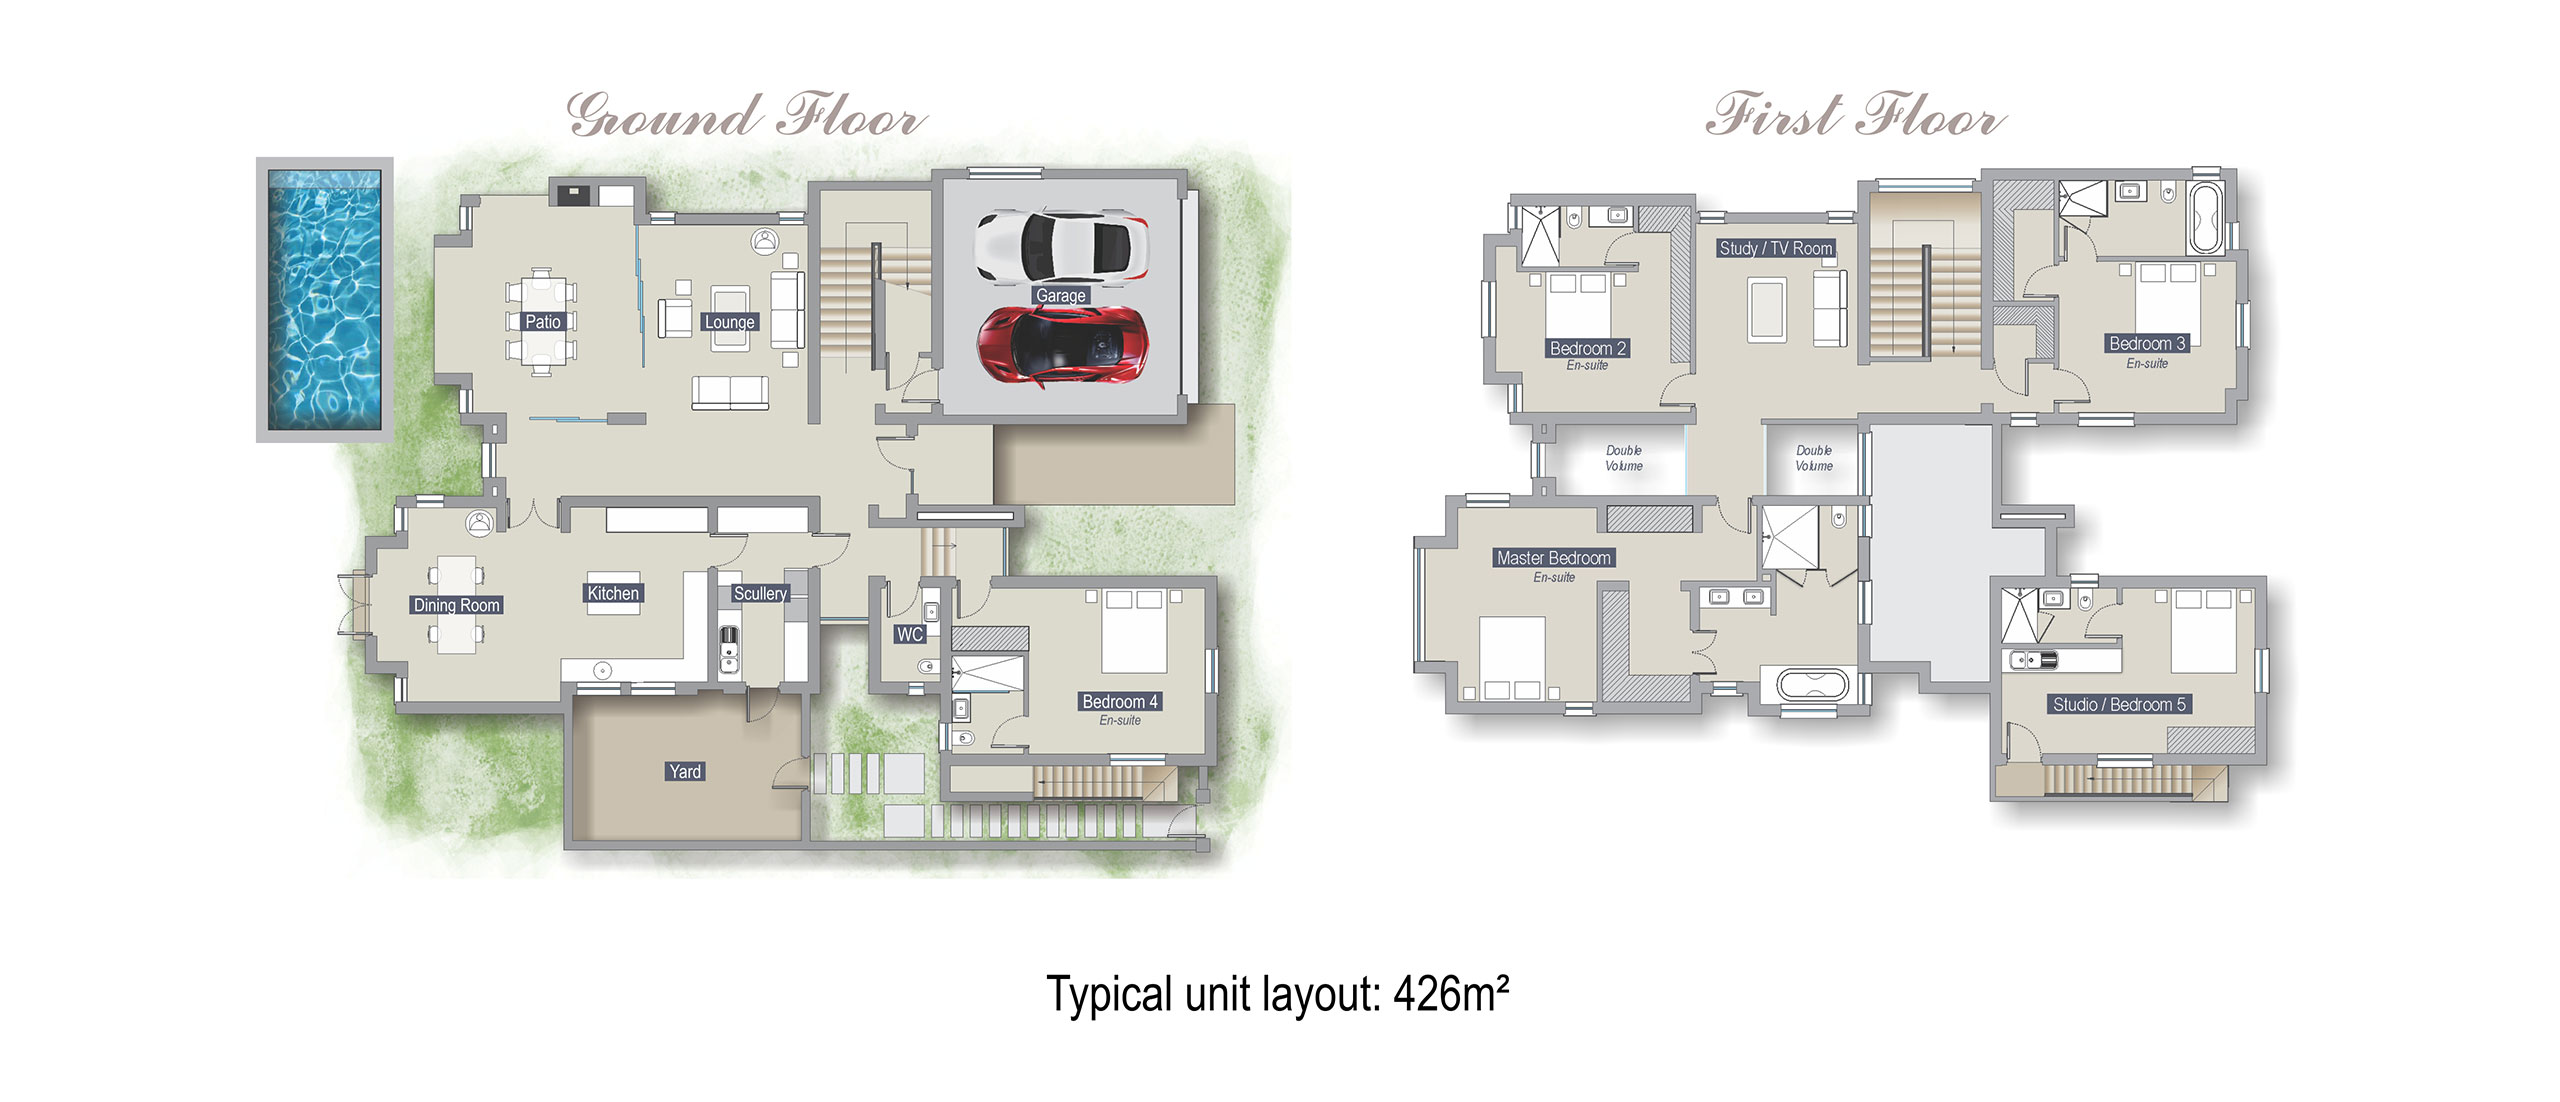 Ground Floor
Garage
Patio
Lounge
Dining Room
Kitchen
Scullery
WC
Bedroom 4
En-suite
Yard
First Floor
Study / TV Room
Bedroom 2
En-suite
Bedroom 3
En-suite
Double
Volume
Double
Volume
Master Bedroom
En-suite
Studio / Bedroom 5
Typical unit layout: 426m²